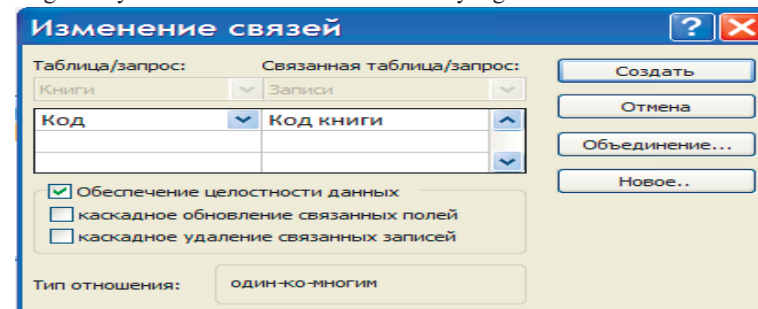 Изменение связей
Таблица/запрос: Связанная таблица/запрос:
Книги Записи
Код Код книги
Обеспечение целостности данных
каскадное обновление связанных полей
каскадное удаление связанных записей
Тип отношения: один-ко-многим
Создать
Отмена
Объединение...
Новое..